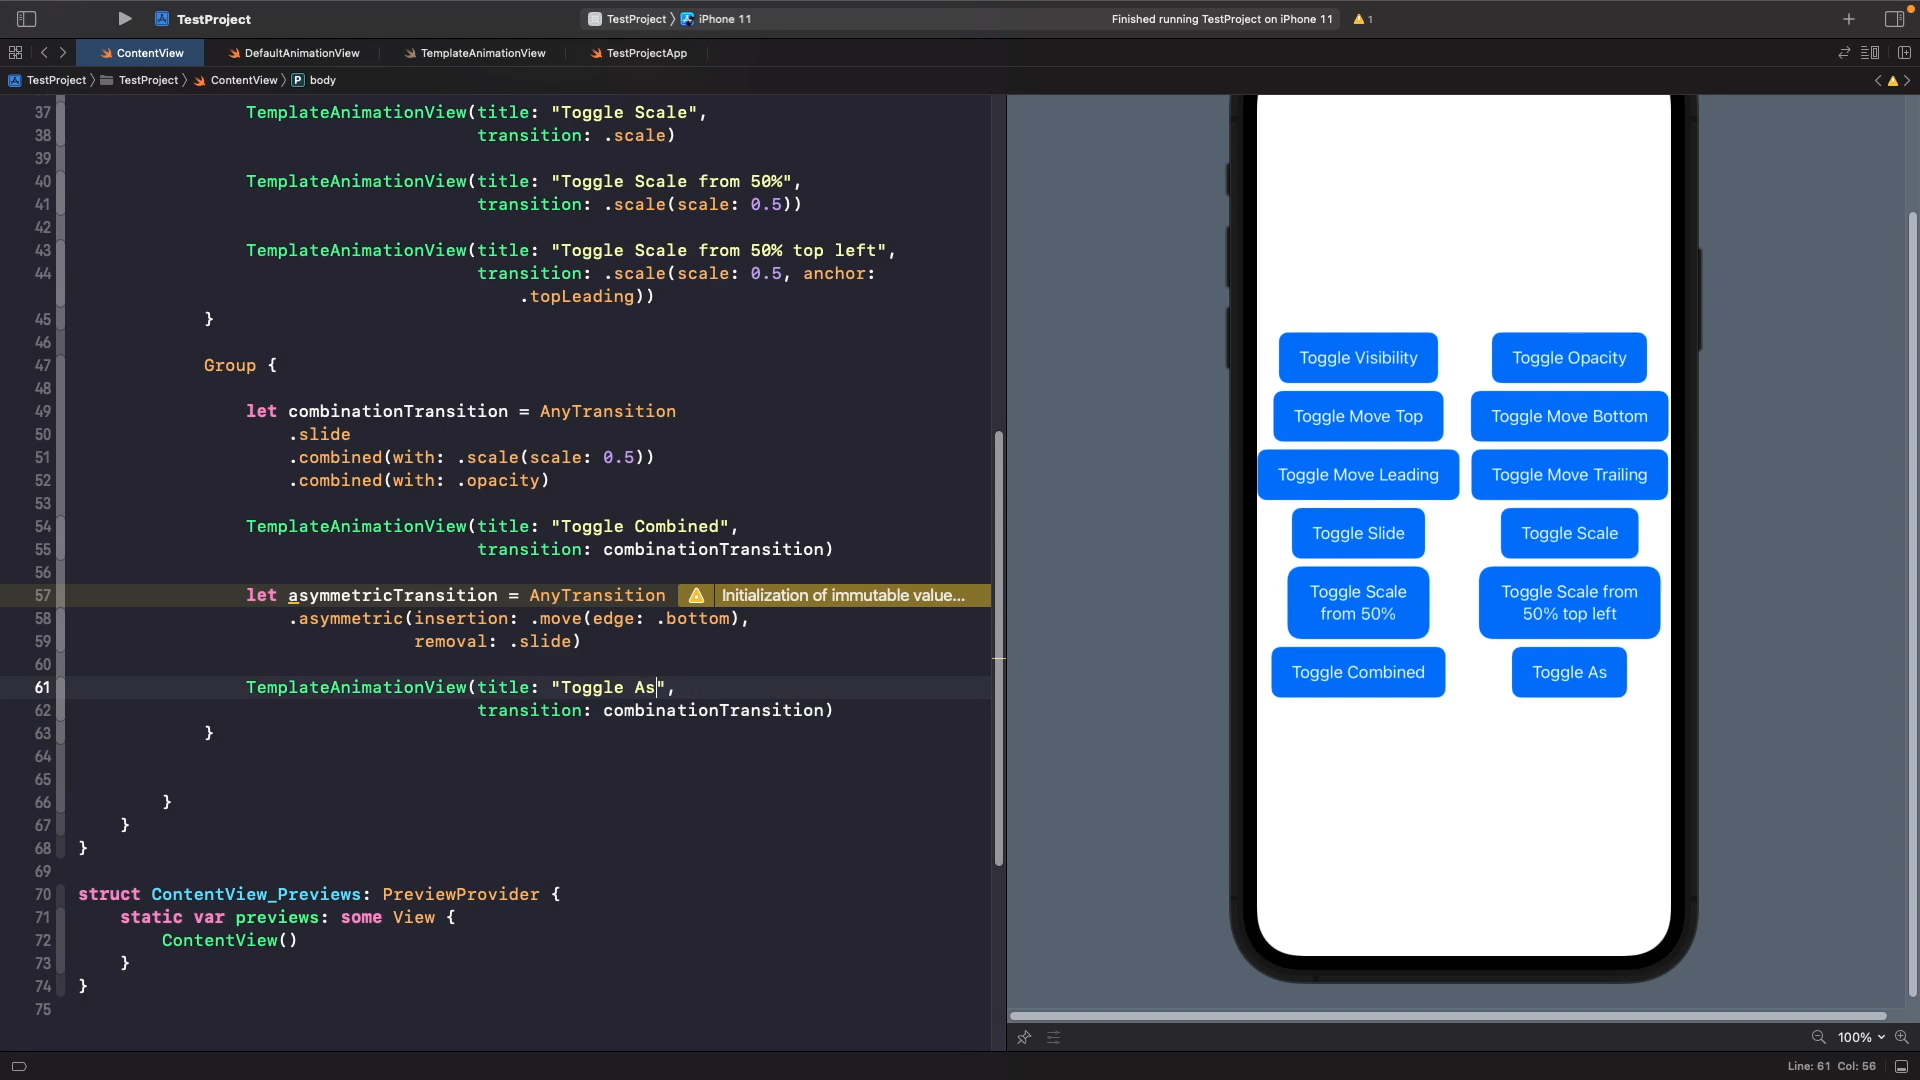 TestProject
TestProject 〉 iPhone 11
Finished running TestProject on iPhone 11
1
ContentView
DefaultAnimationView
TemplateAnimationView
TestProjectApp
TestProject 〉 TestProject 〉 ContentView 〉 P body
37 TemplateAnimationView(title: "Toggle Scale",
38 transition: .scale)
39
40 TemplateAnimationView(title: "Toggle Scale from 50%",
41 transition: .scale(scale: 0.5))
42
43 TemplateAnimationView(title: "Toggle Scale from 50% top left",
44 transition: .scale(scale: 0.5, anchor:
.topLeading))
45 }
46
47 Group {
48
49 let combinationTransition = AnyTransition
50 .slide
51 .combined(with: .scale(scale: 0.5))
52 .combined(with: .opacity)
53
54 TemplateAnimationView(title: "Toggle Combined",
55 transition: combinationTransition)
56
57 let asymmetricTransition = AnyTransition Initialization of immutable value...
58 .asymmetric(insertion: .move(edge: .bottom),
59 removal: .slide)
60
61 TemplateAnimationView(title: "Toggle As",
62 transition: combinationTransition)
63 }
64
65
66 }
67 }
68 }
69
70 struct ContentView_Previews: PreviewProvider {
71 static var previews: some View {
72 ContentView()
73 }
74 }
75
Toggle Visibility
Toggle Opacity
Toggle Move Top
Toggle Move Bottom
Toggle Move Leading
Toggle Move Trailing
Toggle Slide
Toggle Scale
Toggle Scale
from 50%
Toggle Scale from
50% top left
Toggle Combined
Toggle As
100%
Line: 61 Col: 56